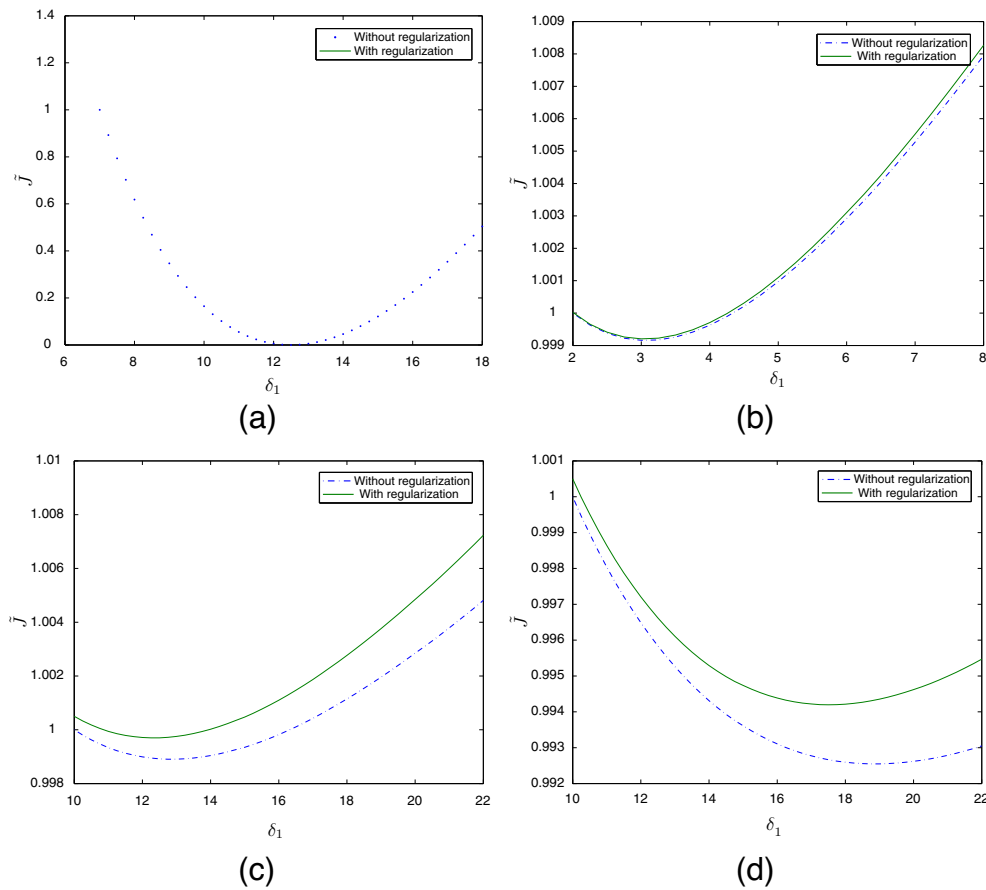 1.4
1.2
1
0.8
0.6
0.4
0.2
0
6 8 10 12 14 16 18
J̃
δ₁
Without regularization
With regularization
(a)
1.009
1.008
1.007
1.006
1.005
1.004
1.003
1.002
1.001
1
0.999
2 3 4 5 6 7 8
J̃
δ₁
Without regularization
With regularization
(b)
1.01
1.008
1.006
1.004
1.002
1
0.998
10 12 14 16 18 20 22
J̃
δ₁
Without regularization
With regularization
(c)
1.001
1
0.999
0.998
0.997
0.996
0.995
0.994
0.993
0.992
10 12 14 16 18 20 22
J̃
δ₁
Without regularization
With regularization
(d)